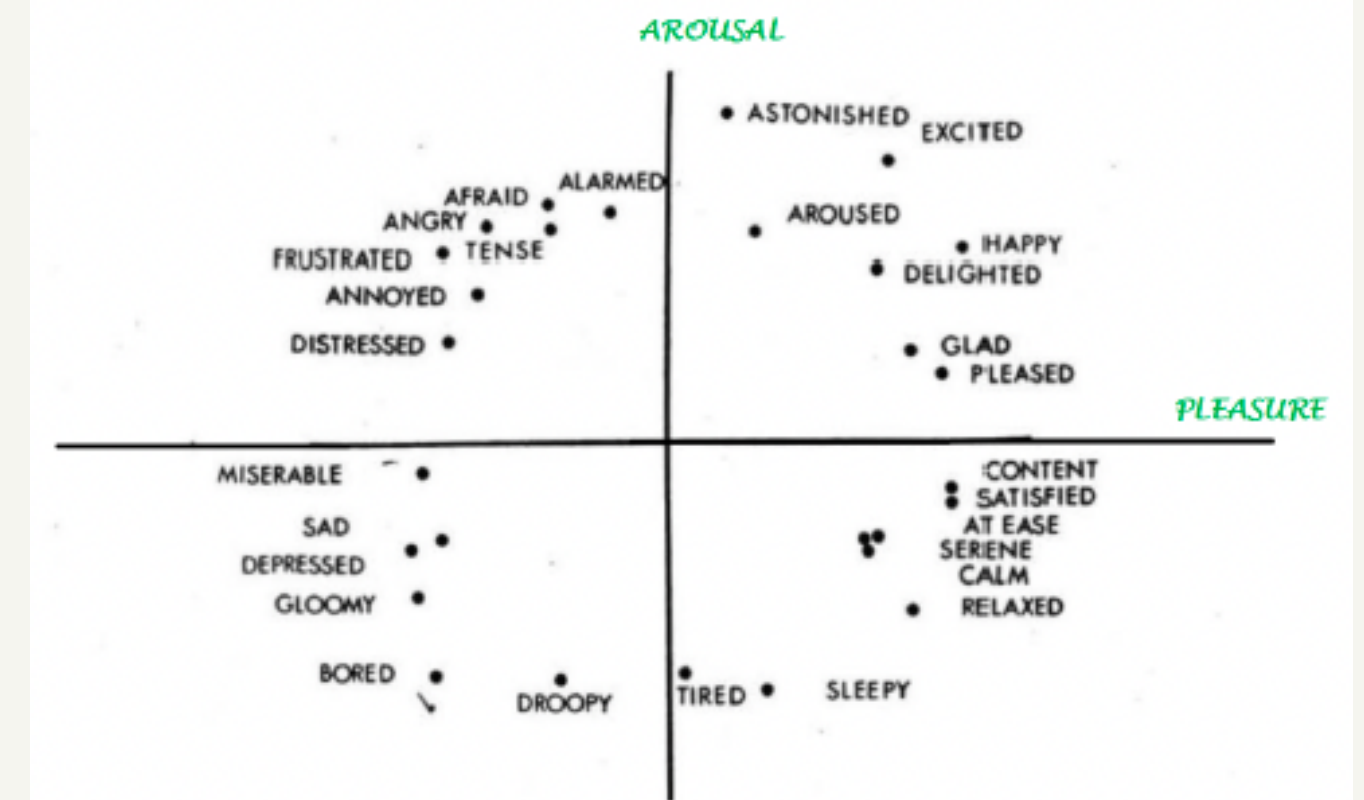 AROUSAL
ASTONISHED
EXCITED
ALARMED
AFRAID
AROUSED
ANGRY
HAPPY
TENSE
FRUSTRATED
DELIGHTED
ANNOYED
DISTRESSED
GLAD
PLEASED
PLEASURE
MISERABLE
CONTENT
SATISFIED
SAD
AT EASE
SERIENE
DEPRESSED
CALM
GLOOMY
RELAXED
BORED
DROOPY
TIRED
SLEEPY